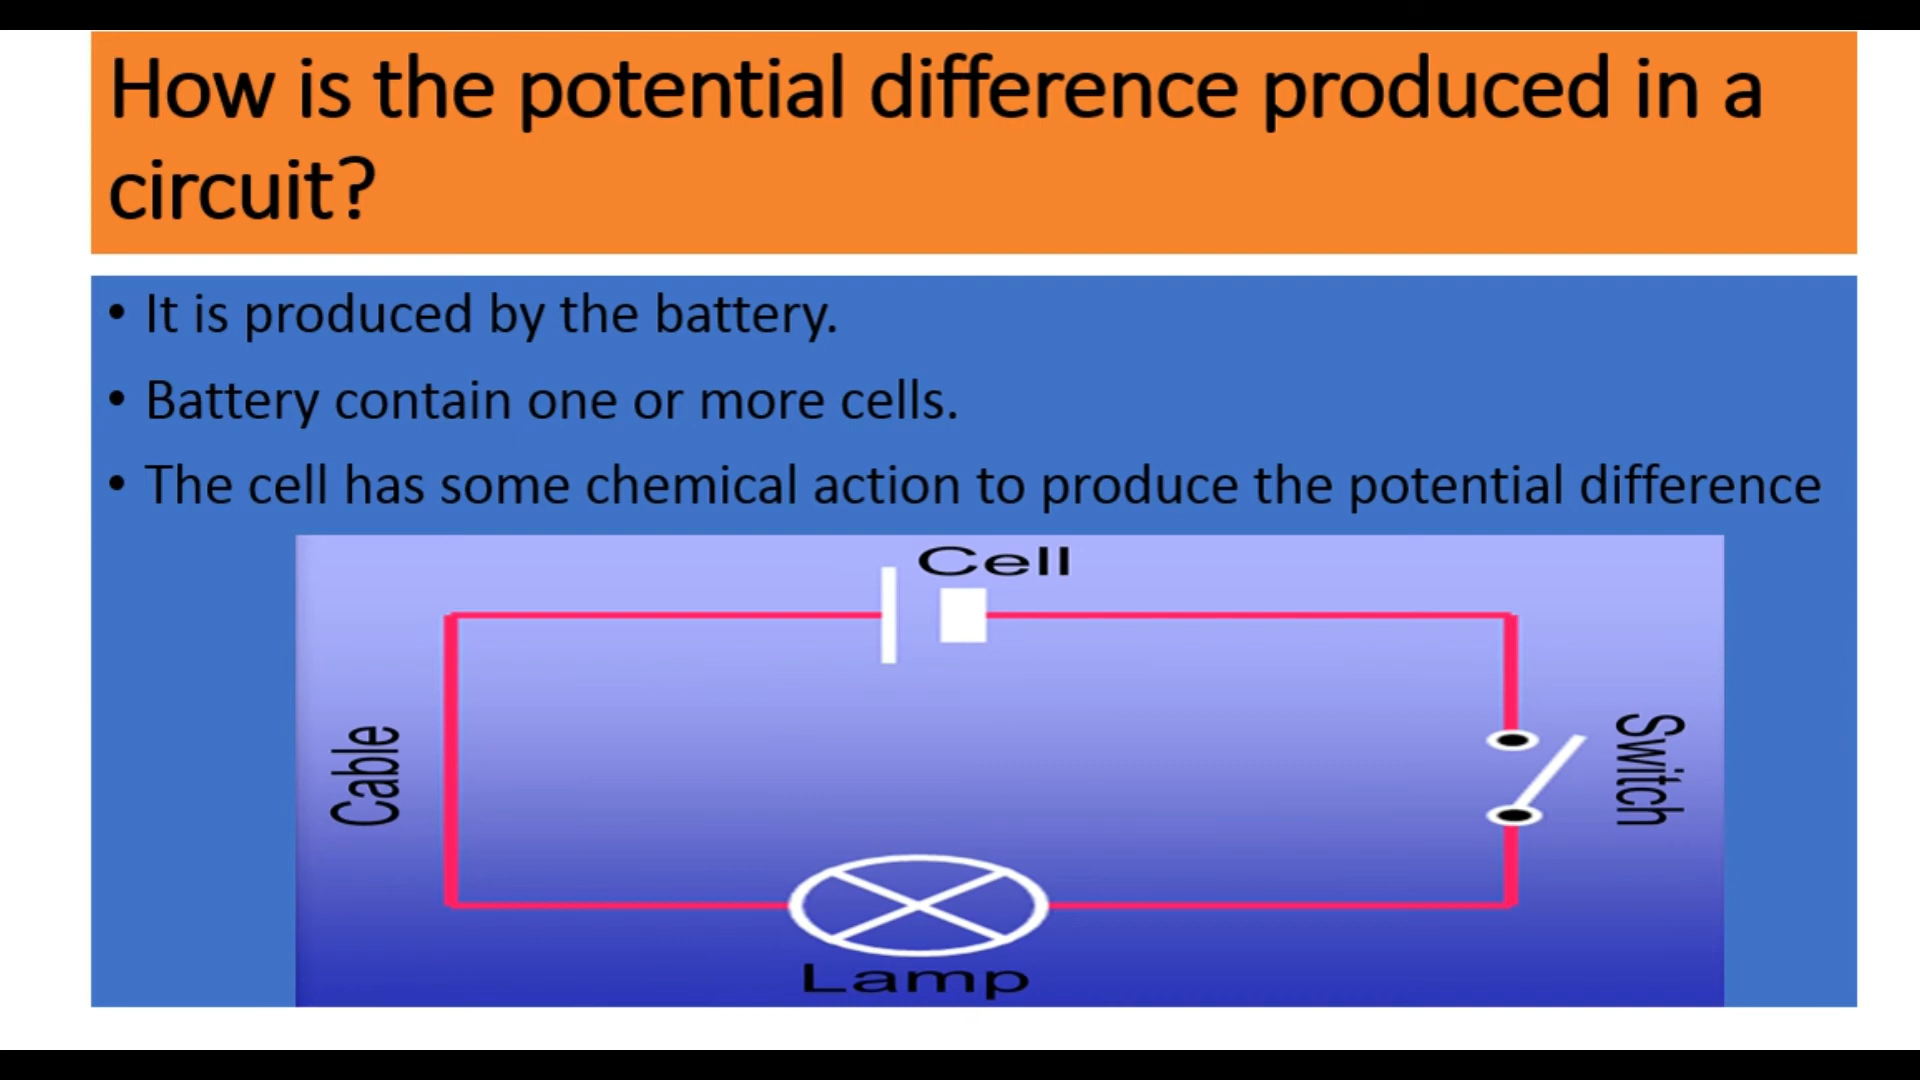 How is the potential difference produced in a
circuit?
• It is produced by the battery.
• Battery contain one or more cells.
• The cell has some chemical action to produce the potential difference
Cell
Cable
Switch
Lamp